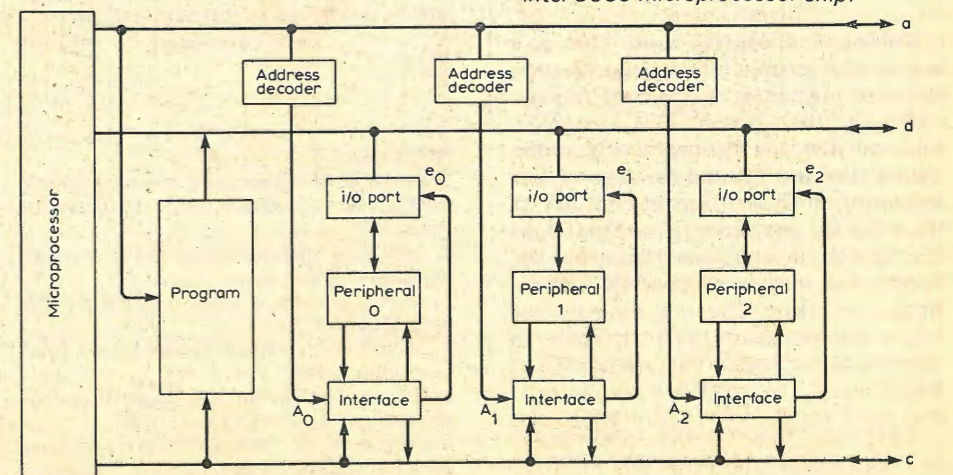 Intel 8080 microprocessor chip.
a
Address
decoder
Address
decoder
Address
decoder
d
e0
i/o port
e1
i/o port
e2
i/o port
Microprocessor
Program
Peripheral
0
Peripheral
1
Peripheral
2
A0
Interface
A1
Interface
A2
Interface
c